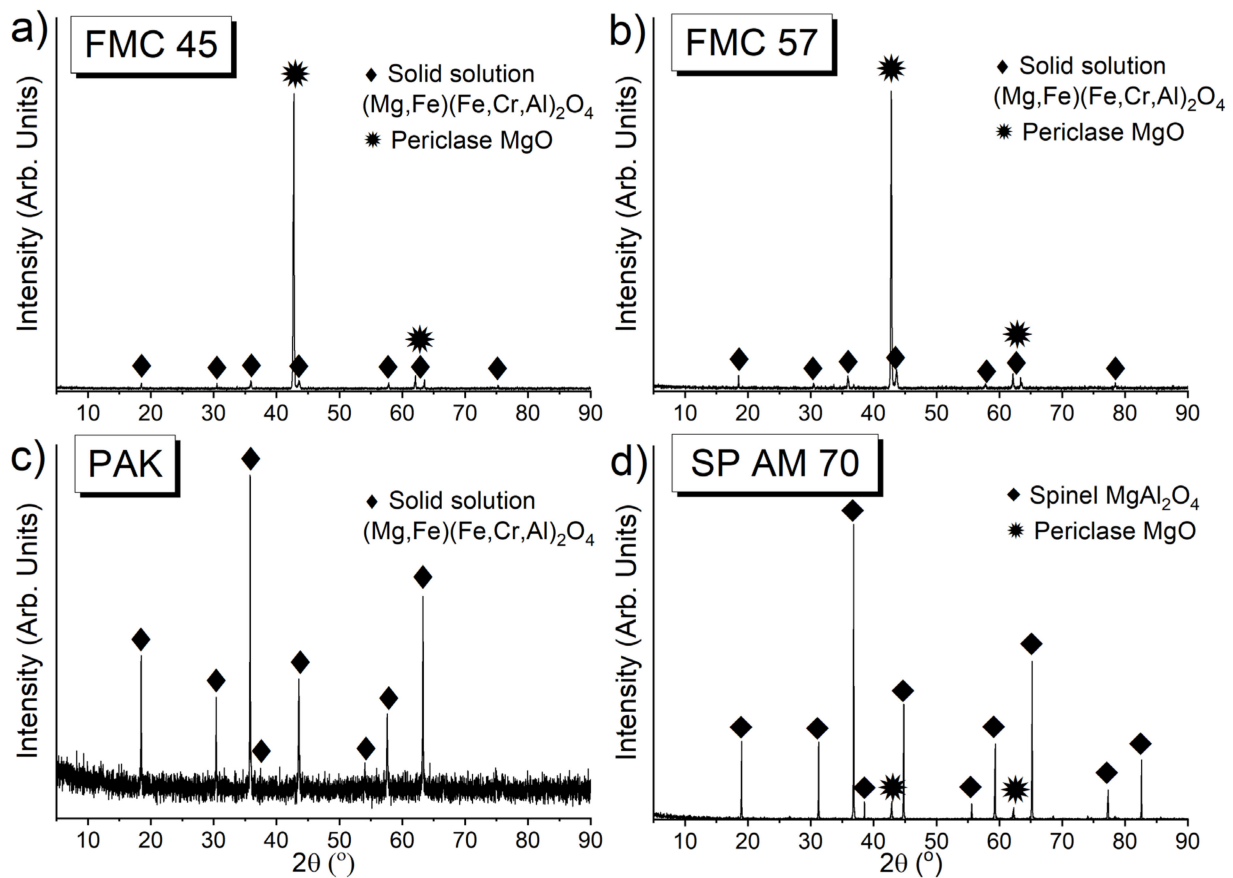 a) FMC 45
♦ Solid solution
(Mg,Fe)(Fe,Cr,Al)₂O₄
✹ Periclase MgO
Intensity (Arb. Units)
10 20 30 40 50 60 70 80 90
b) FMC 57
♦ Solid solution
(Mg,Fe)(Fe,Cr,Al)₂O₄
✹ Periclase MgO
Intensity (Arb. Units)
10 20 30 40 50 60 70 80 90
c) PAK
♦ Solid solution
(Mg,Fe)(Fe,Cr,Al)₂O₄
Intensity (Arb. Units)
10 20 30 40 50 60 70 80 90
2θ (°)
d) SP AM 70
◆ Spinel MgAl₂O₄
✹ Periclase MgO
Intensity (Arb. Units)
10 20 30 40 50 60 70 80 90
2θ (°)